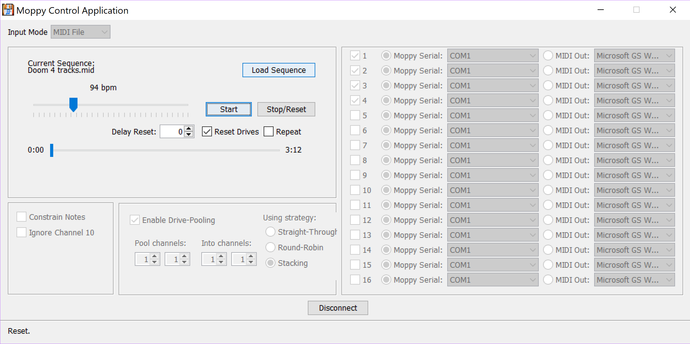 Moppy Control Application
Input Mode MIDI File
Current Sequence:
Doom 4 tracks.mid
Load Sequence
94 bpm
Start Stop/Reset
Delay Reset: 0 Reset Drives Repeat
0:00 3:12
Constrain Notes
Ignore Channel 10
Enable Drive-Pooling
Using strategy:
Straight-Through
Pool channels: Into channels:
Round-Robin
1 1 1 1
Stacking
1 Moppy Serial: COM1 MIDI Out: Microsoft GS W...
2 Moppy Serial: COM1 MIDI Out: Microsoft GS W...
3 Moppy Serial: COM1 MIDI Out: Microsoft GS W...
4 Moppy Serial: COM1 MIDI Out: Microsoft GS W...
5 Moppy Serial: COM1 MIDI Out: Microsoft GS W...
6 Moppy Serial: COM1 MIDI Out: Microsoft GS W...
7 Moppy Serial: COM1 MIDI Out: Microsoft GS W...
8 Moppy Serial: COM1 MIDI Out: Microsoft GS W...
9 Moppy Serial: COM1 MIDI Out: Microsoft GS W...
10 Moppy Serial: COM1 MIDI Out: Microsoft GS W...
11 Moppy Serial: COM1 MIDI Out: Microsoft GS W...
12 Moppy Serial: COM1 MIDI Out: Microsoft GS W...
13 Moppy Serial: COM1 MIDI Out: Microsoft GS W...
14 Moppy Serial: COM1 MIDI Out: Microsoft GS W...
15 Moppy Serial: COM1 MIDI Out: Microsoft GS W...
16 Moppy Serial: COM1 MIDI Out: Microsoft GS W...
Disconnect
Reset.